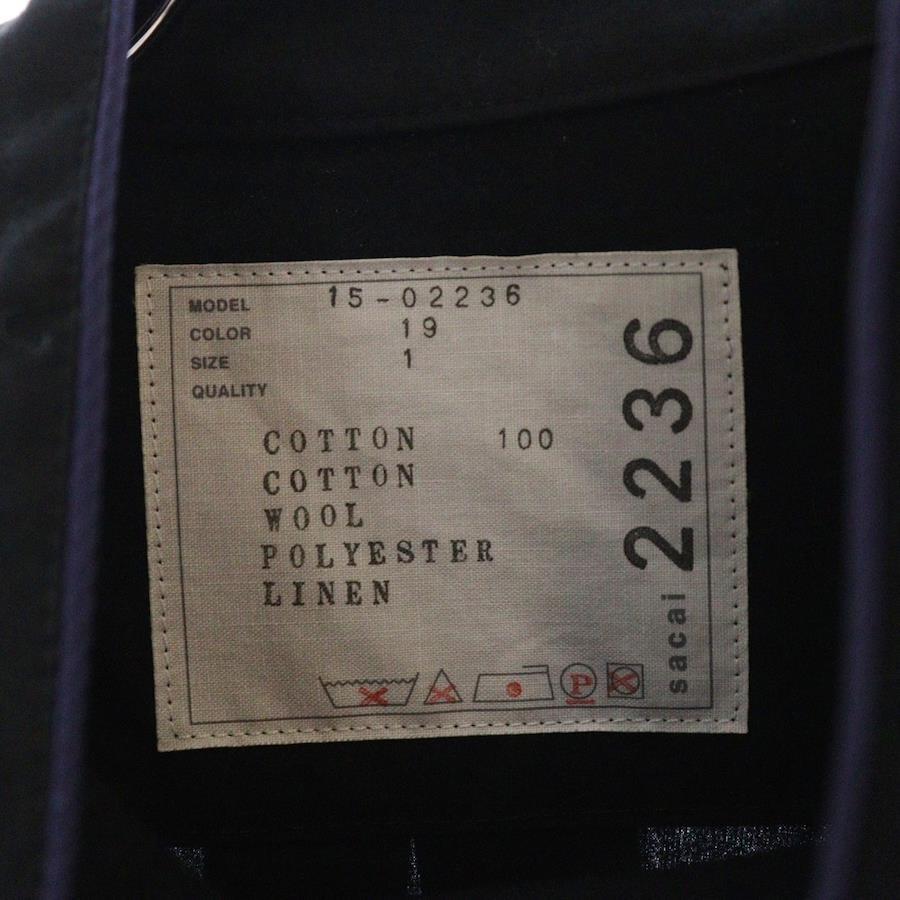 MODEL 15-02236
COLOR 19
SIZE 1
QUALITY
COTTON 100
COTTON
WOOL
POLYESTER
LINEN
P
sacai 2236